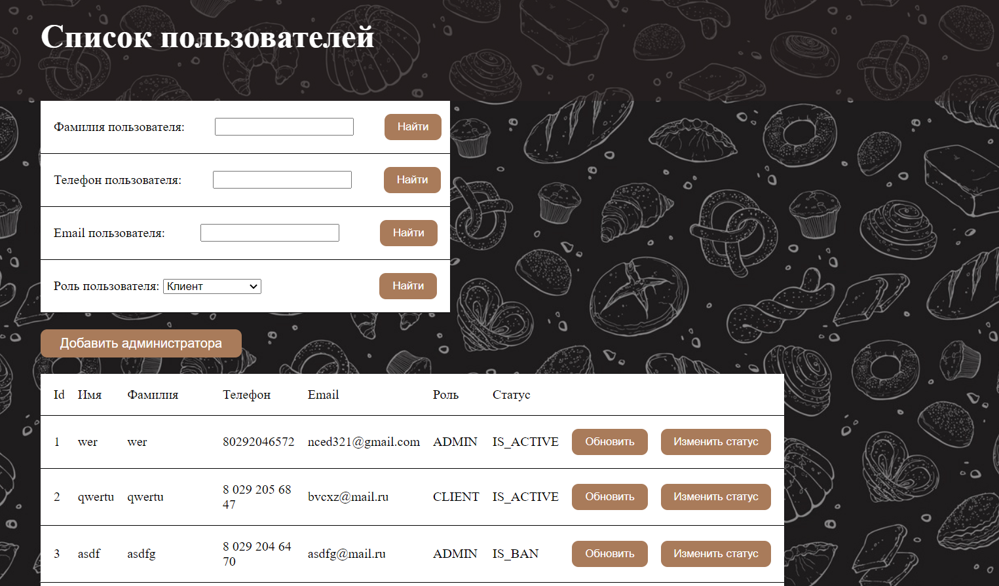 Список пользователей
Фамилия пользователя: Найти
Телефон пользователя: Найти
Email пользователя: Найти
Роль пользователя: Клиент Найти
Добавить администратора
Id Имя Фамилия Телефон Email Роль Статус
1 wer wer 80292046572 nced321@gmail.com ADMIN IS_ACTIVE Обновить Изменить статус
2 qwertu qwertu 8 029 205 68 47 bvcxz@mail.ru CLIENT IS_ACTIVE Обновить Изменить статус
3 asdf asdfg 8 029 204 64 70 asdfg@mail.ru ADMIN IS_BAN Обновить Изменить статус